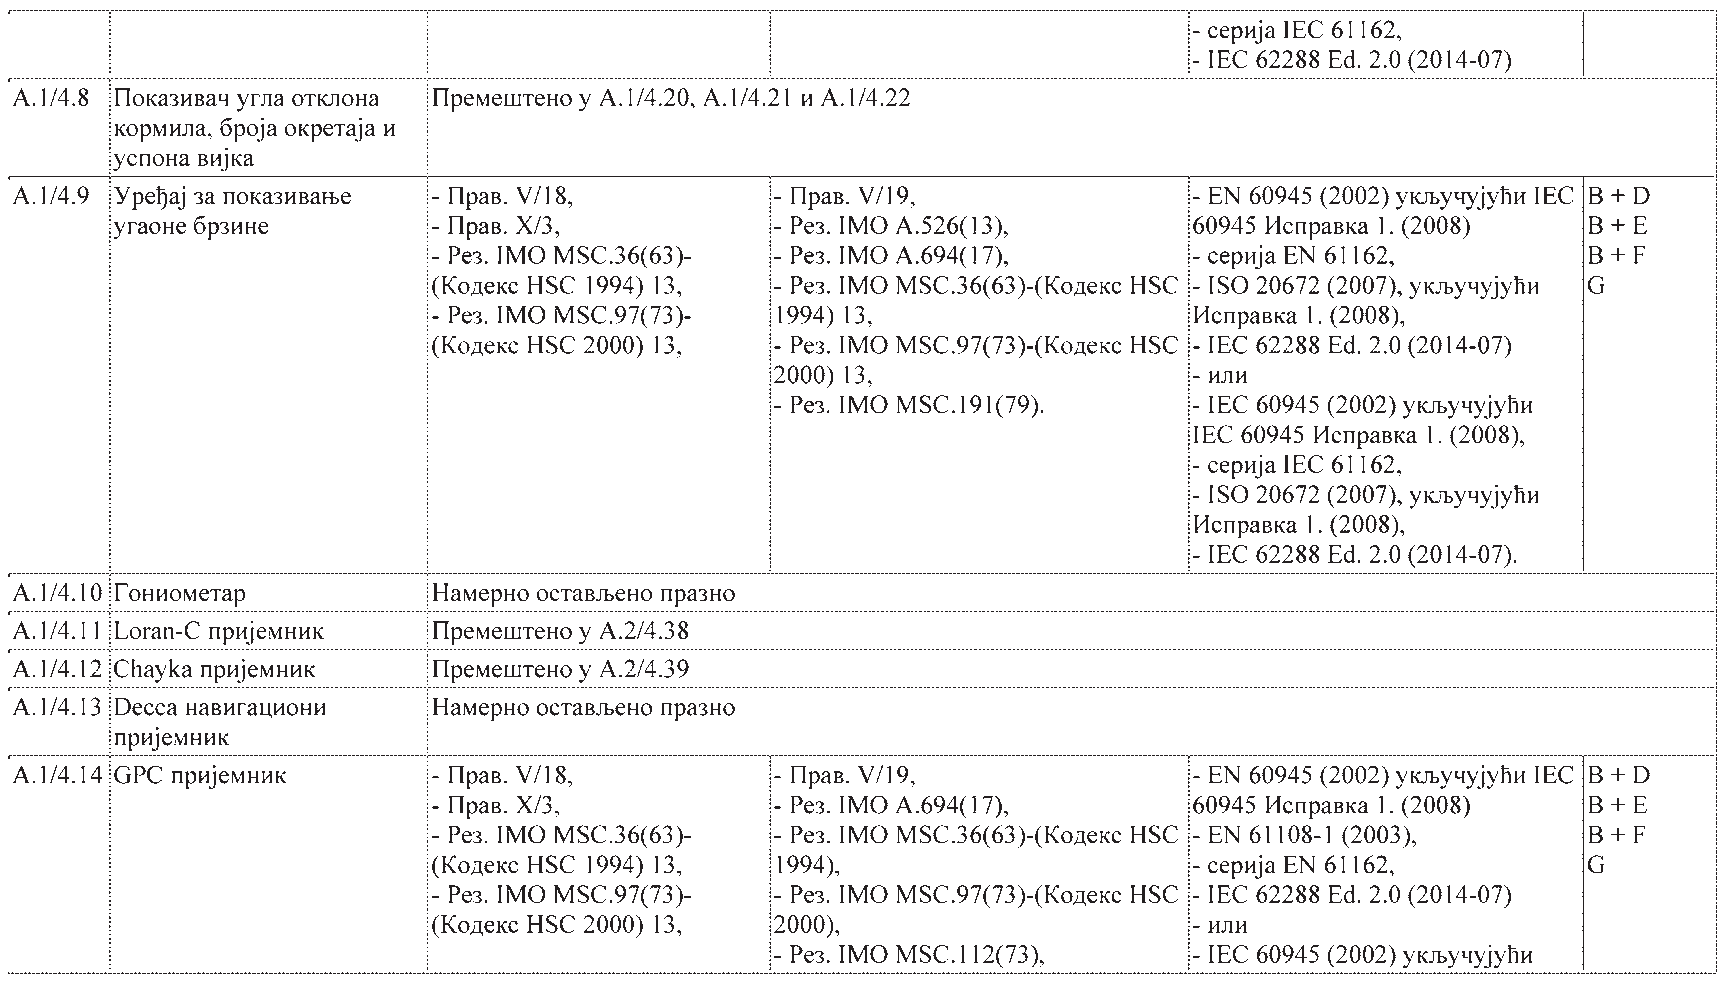 - серија IEC 61162,
- IEC 62288 Ed. 2.0 (2014-07)
А.1/4.8
Показивач угла отклона
кормила, броја окретаја и
успона вијка
Премештено у А.1/4.20, А.1/4.21 и А.1/4.22
А.1/4.9
Уређај за показивање
угаоне брзине
- Прав. V/18,
- Прав. X/3,
- Рез. IMO MSC.36(63)-
(Кодекс HSC 1994) 13,
- Рез. IMO MSC.97(73)-
(Кодекс HSC 2000) 13,
- Прав. V/19,
- Рез. IMO A.526(13),
- Рез. IMO A.694(17),
- Рез. IMO MSC.36(63)-(Кодекс HSC
1994) 13,
- Рез. IMO MSC.97(73)-(Кодекс HSC
2000) 13,
- Рез. IMO MSC.191(79).
- EN 60945 (2002) укључујући IEC
60945 Исправка 1. (2008)
- серија EN 61162,
- ISO 20672 (2007), укључујући
Исправка 1. (2008),
- IEC 62288 Ed. 2.0 (2014-07)
- или
- IEC 60945 (2002) укључујући
IEC 60945 Исправка 1. (2008),
- серија IEC 61162,
- ISO 20672 (2007), укључујући
Исправка 1. (2008),
- IEC 62288 Ed. 2.0 (2014-07).
B + D
B + E
B + F
G
А.1/4.10
Гониометар
Намерно остављено празно
А.1/4.11
Loran-C пријемник
Премештено у А.2/4.38
А.1/4.12
Chayka пријемник
Премештено у А.2/4.39
А.1/4.13
Decca навигациони
пријемник
Намерно остављено празно
А.1/4.14
GPC пријемник
- Прав. V/18,
- Прав. X/3,
- Рез. IMO MSC.36(63)-
(Кодекс HSC 1994) 13,
- Рез. IMO MSC.97(73)-
(Кодекс HSC 2000) 13,
- Прав. V/19,
- Рез. IMO A.694(17),
- Рез. IMO MSC.36(63)-(Кодекс HSC
1994),
- Рез. IMO MSC.97(73)-(Кодекс HSC
2000),
- Рез. IMO MSC.112(73),
- EN 60945 (2002) укључујући IEC
60945 Исправка 1. (2008)
- EN 61108-1 (2003),
- серија EN 61162,
- IEC 62288 Ed. 2.0 (2014-07)
- или
- IEC 60945 (2002) укључујући
B + D
B + E
B + F
G